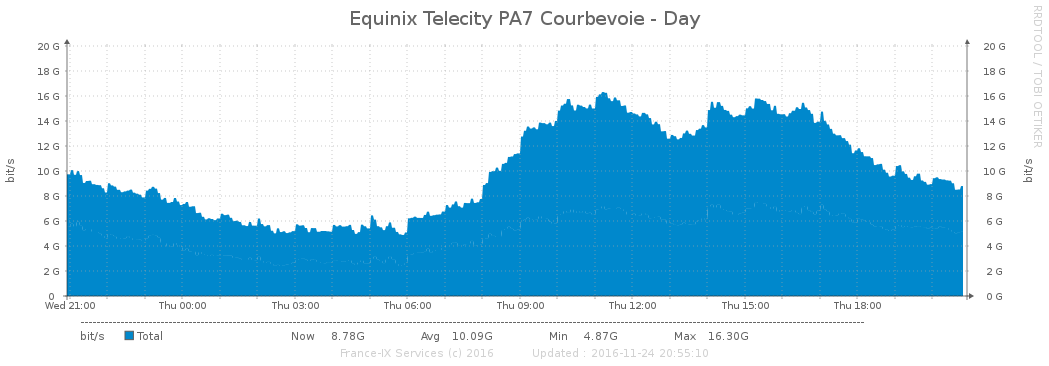 Equinix Telecity PA7 Courbevoie - Day
RRDTOOL / TOBI OETIKER
20 G 20 G
18 G 18 G
16 G 16 G
14 G 14 G
12 G 12 G
10 G 10 G
8 G 8 G
6 G 6 G
4 G 4 G
2 G 2 G
0 0 G
bit/s bit/s
Wed 21:00 Thu 00:00 Thu 03:00 Thu 06:00 Thu 09:00 Thu 12:00 Thu 15:00 Thu 18:00
bit/s Total Now 8.78G Avg 10.09G Min 4.87G Max 16.30G
France-IX Services (c) 2016 Updated : 2016-11-24 20:55:10